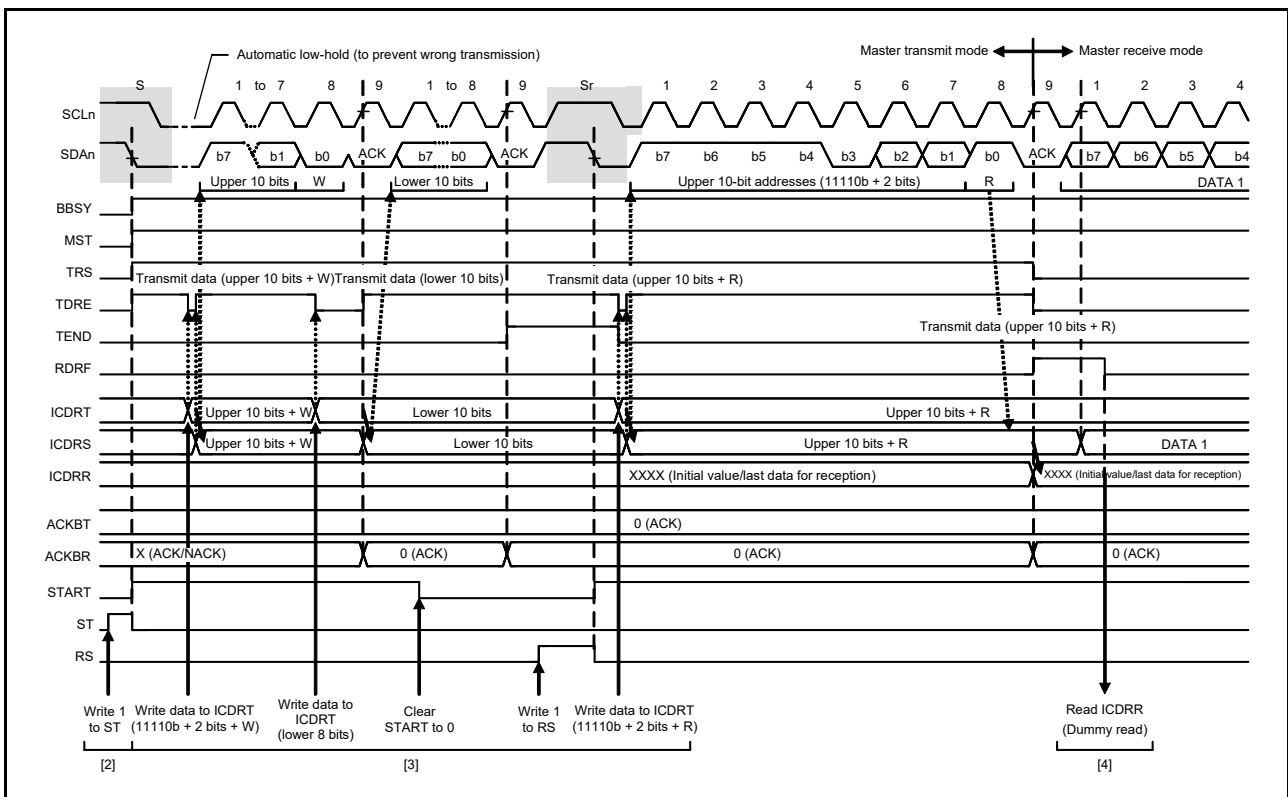 Automatic low-hold (to prevent wrong transmission)
Master transmit mode
Master receive mode
S 1 to 7 8 9 1 to 8 9 Sr 1 2 3 4 5 6 7 8 9 1 2 3 4
SCLn
SDAn b7 b1 b0 ACK b7 b0 ACK b7 b6 b5 b4 b3 b2 b1 b0 ACK b7 b6 b5 b4
Upper 10 bits W Lower 10 bits Upper 10-bit addresses (11110b + 2 bits) R DATA 1
BBSY
MST
TRS
Transmit data (upper 10 bits + W) Transmit data (lower 10 bits) Transmit data (upper 10 bits + R)
TDRE
Transmit data (upper 10 bits + R)
TEND
RDRF
ICDRT Upper 10 bits + W Lower 10 bits Upper 10 bits + R
ICDRS Upper 10 bits + W Lower 10 bits Upper 10 bits + R DATA 1
ICDRR XXXX (Initial value/last data for reception) XXXX (Initial value/last data for reception)
ACKBT 0 (ACK)
ACKBR X (ACK/NACK) 0 (ACK) 0 (ACK) 0 (ACK)
START
ST
RS
Write 1
to ST
Write data to ICDRT
(11110b + 2 bits + W)
Write data to
ICDRT
(lower 8 bits)
Clear
START to 0
Write 1
to RS
Write data to ICDRT
(11110b + 2 bits + R)
Read ICDRR
(Dummy read)
[2] [3] [4]